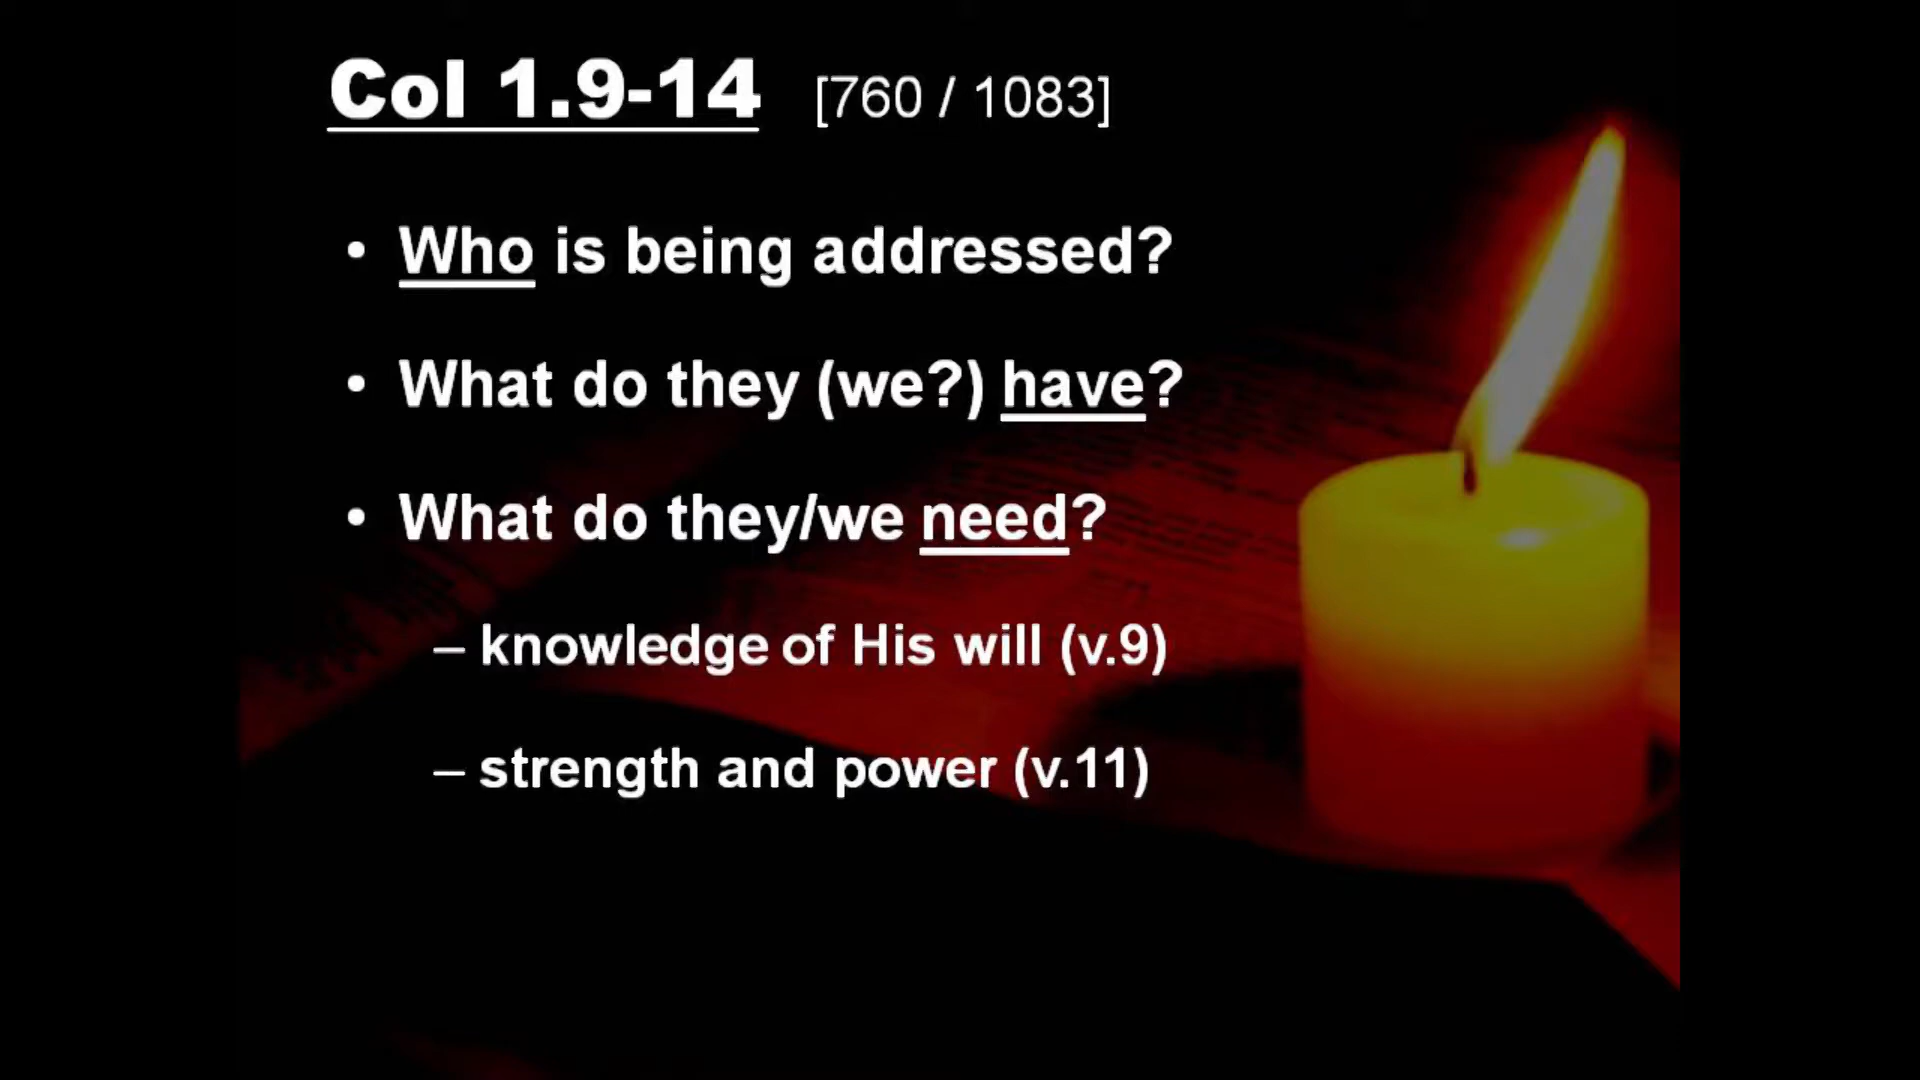 Col 1.9-14 [760 / 1083]
• Who is being addressed?
• What do they (we?) have?
• What do they/we need?
– knowledge of His will (v.9)
– strength and power (v.11)